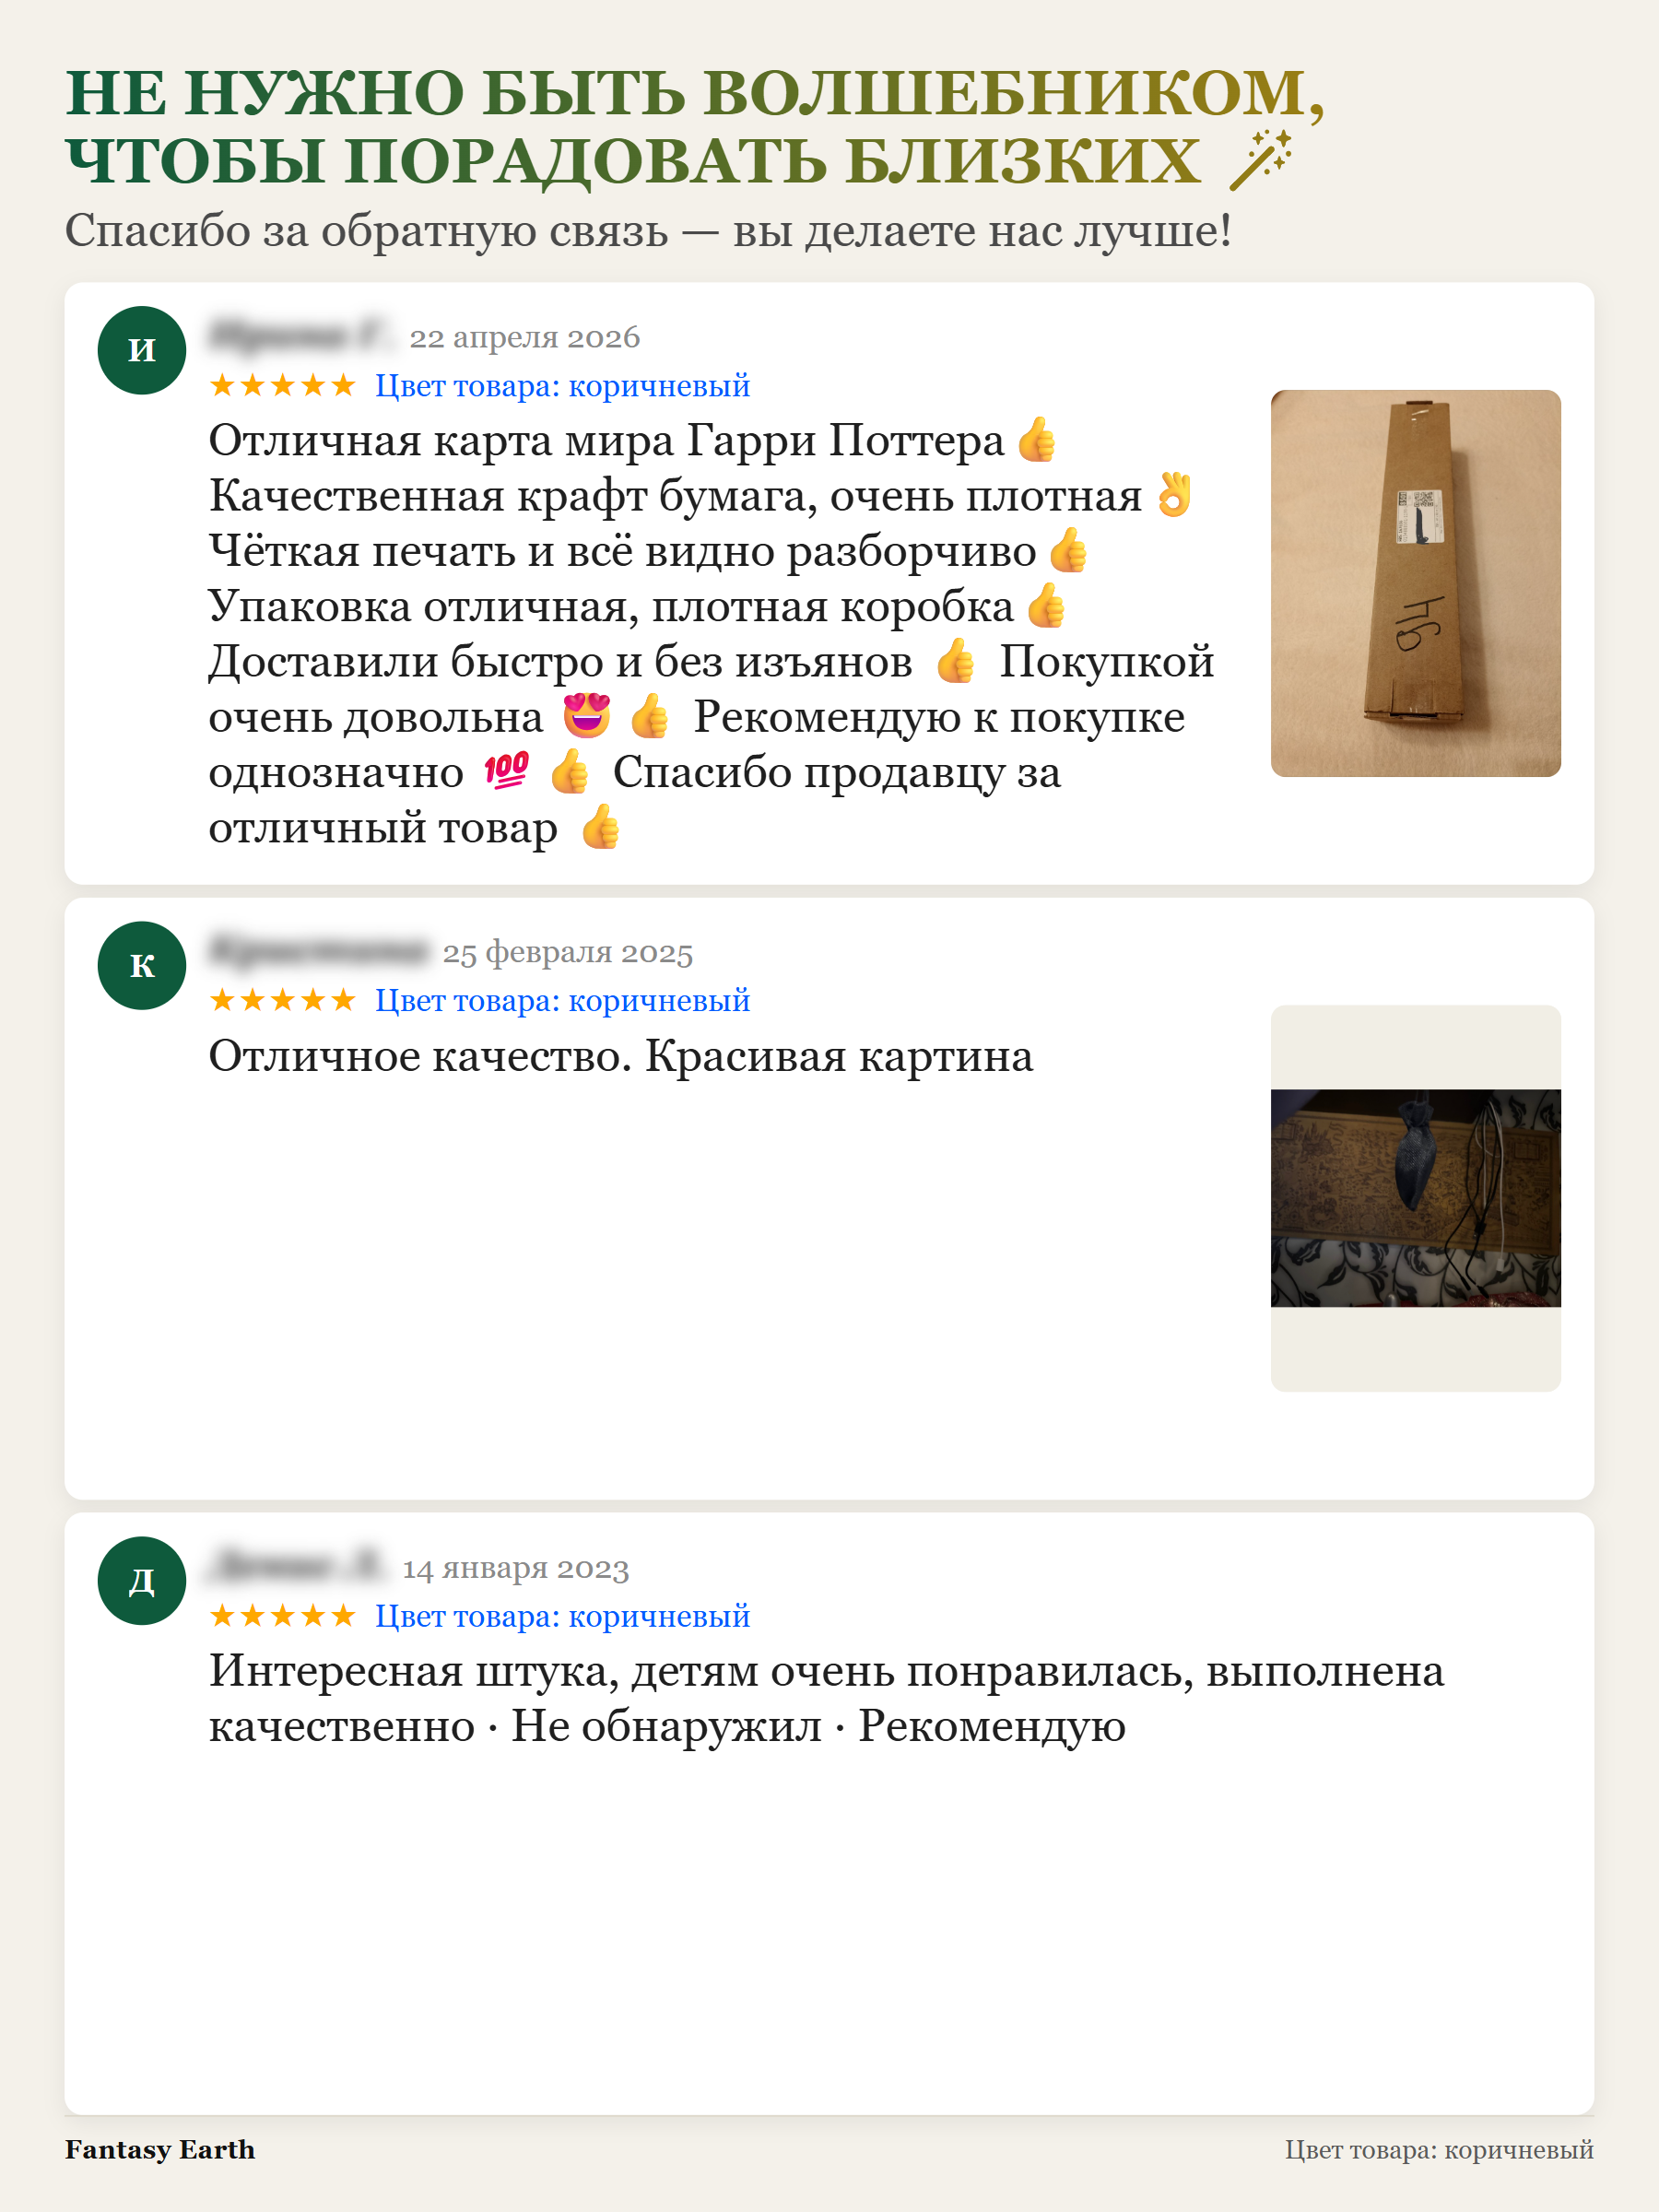 НЕ НУЖНО БЫТЬ ВОЛШЕБНИКОМ,
ЧТОБЫ ПОРАДОВАТЬ БЛИЗКИХ
Спасибо за обратную связь — вы делаете нас лучше!
И
22 апреля 2026
★★★★★ Цвет товара: коричневый
Отличная карта мира Гарри Поттера 👍
Качественная крафт бумага, очень плотная 👌
Чёткая печать и всё видно разборчиво 👍
Упаковка отличная, плотная коробка 👍
Доставили быстро и без изъянов 👍 Покупкой
очень довольна 😍 👍 Рекомендую к покупке
однозначно 💯 👍 Спасибо продавцу за
отличный товар 👍
К
25 февраля 2025
★★★★★ Цвет товара: коричневый
Отличное качество. Красивая картина
Д
14 января 2023
★★★★★ Цвет товара: коричневый
Интересная штука, детям очень понравилась, выполнена
качественно · Не обнаружил · Рекомендую
Fantasy Earth
Цвет товара: коричневый